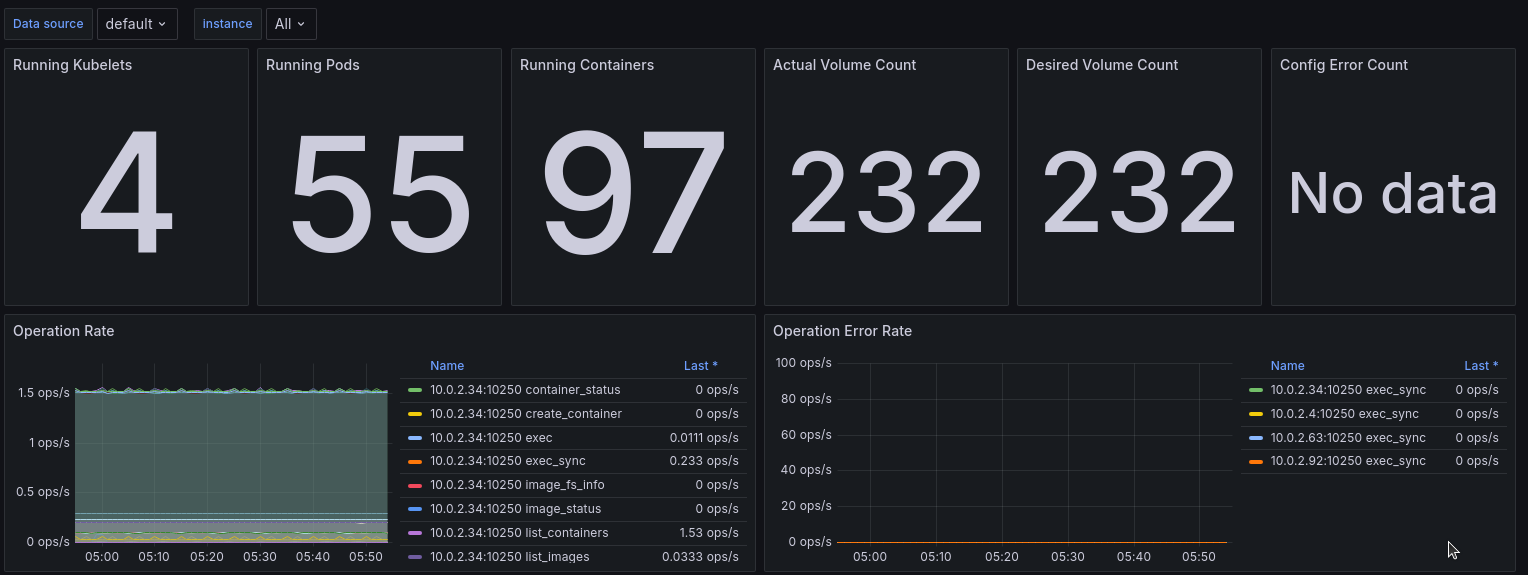 Data source default instance All
Running Kubelets Running Pods Running Containers Actual Volume Count Desired Volume Count Config Error Count
4 55 97 232 232 No data
Operation Rate
Name Last *
1.5 ops/s
1 ops/s
0.5 ops/s
0 ops/s
05:00 05:10 05:20 05:30 05:40 05:50
10.0.2.34:10250 container_status 0 ops/s
10.0.2.34:10250 create_container 0 ops/s
10.0.2.34:10250 exec 0.0111 ops/s
10.0.2.34:10250 exec_sync 0.233 ops/s
10.0.2.34:10250 image_fs_info 0 ops/s
10.0.2.34:10250 image_status 0 ops/s
10.0.2.34:10250 list_containers 1.53 ops/s
10.0.2.34:10250 list_images 0.0333 ops/s
Operation Error Rate
100 ops/s
80 ops/s
60 ops/s
40 ops/s
20 ops/s
0 ops/s
05:00 05:10 05:20 05:30 05:40 05:50
Name Last *
10.0.2.34:10250 exec_sync 0 ops/s
10.0.2.4:10250 exec_sync 0 ops/s
10.0.2.63:10250 exec_sync 0 ops/s
10.0.2.92:10250 exec_sync 0 ops/s